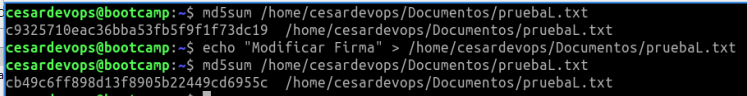 cesardevops@bootcamp:~$ md5sum /home/cesardevops/Documentos/pruebaL.txt
c9325710eac36bba53fb5f9f1f73dc19  /home/cesardevops/Documentos/pruebaL.txt
cesardevops@bootcamp:~$ echo "Modificar Firma" > /home/cesardevops/Documentos/pruebaL.txt
cesardevops@bootcamp:~$ md5sum /home/cesardevops/Documentos/pruebaL.txt
cb49c6ff898d13f8905b22449cd6955c  /home/cesardevops/Documentos/pruebaL.txt